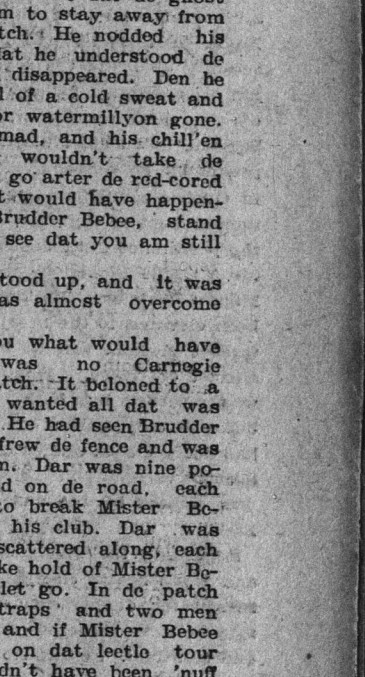 m to stay away from
tch. He nodded his
dat he understood de
disappeared. Den he
l of a cold sweat and
or watermillyon gone.
mad, and his chill'en
wouldn't take de
go arter de red-cored
t would have happen-
Brudder Bebee, stand
see dat you am still
tood up, and it was
as almost overcome
ou what would have
was no Carnegie
tch. It beloned to a
wanted all dat was
He had seen Brudder
frew de fence and was
n. Dar was nine po-
d on de road, each
to break Mister Be-
his club. Dar was
scattered along, each
ke hold of Mister Be-
let go. In de patch
traps and two men
and if Mister Bebee
on dat leetle tour
dn't have been 'nuff